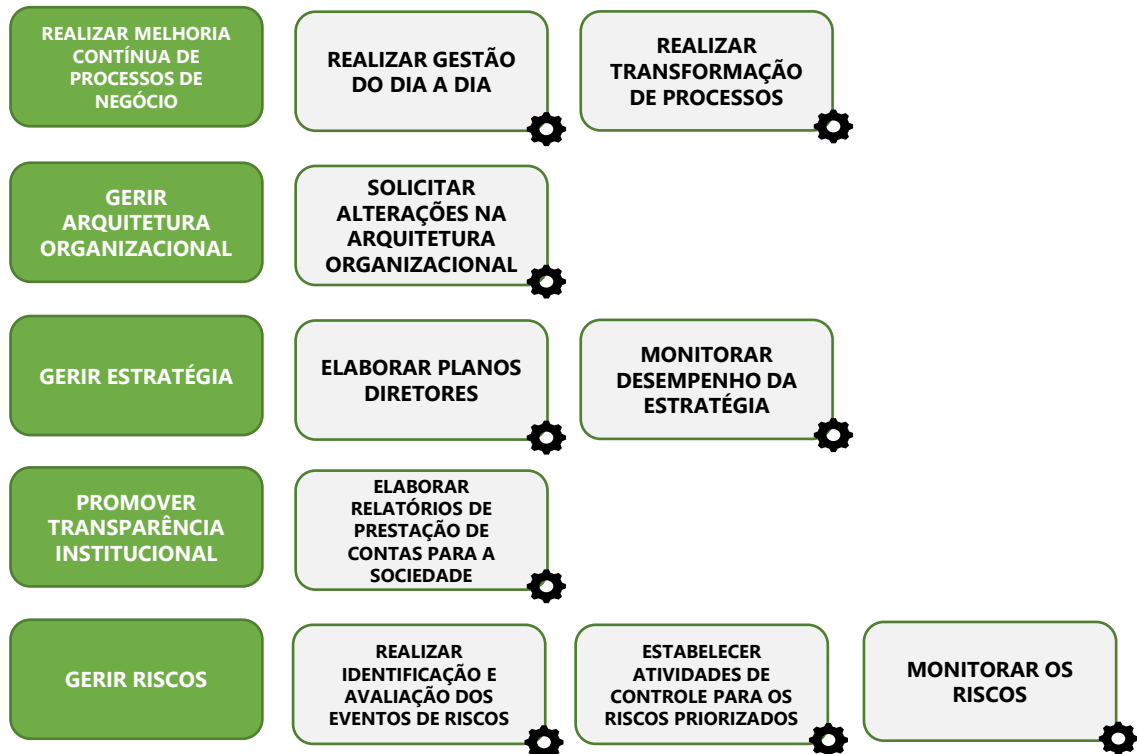 REALIZAR MELHORIA
CONTÍNUA DE
PROCESSOS DE
NEGÓCIO
REALIZAR GESTÃO
DO DIA A DIA
REALIZAR
TRANSFORMAÇÃO
DE PROCESSOS
GERIR
ARQUITETURA
ORGANIZACIONAL
SOLICITAR
ALTERAÇÕES NA
ARQUITETURA
ORGANIZACIONAL
GERIR ESTRATÉGIA
ELABORAR PLANOS
DIRETORES
MONITORAR
DESEMPENHO DA
ESTRATÉGIA
PROMOVER
TRANSPARÊNCIA
INSTITUCIONAL
ELABORAR
RELATÓRIOS DE
PRESTAÇÃO DE
CONTAS PARA A
SOCIEDADE
GERIR RISCOS
REALIZAR
IDENTIFICAÇÃO E
AVALIAÇÃO DOS
EVENTOS DE RISCOS
ESTABELECER
ATIVIDADES DE
CONTROLE PARA OS
RISCOS PRIORIZADOS
MONITORAR OS
RISCOS